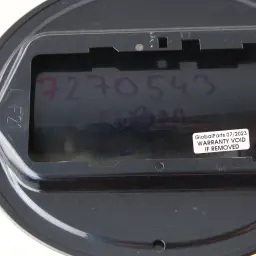 7270543
GlobalParts 07/2023
WARRANTY VOID
IF REMOVED